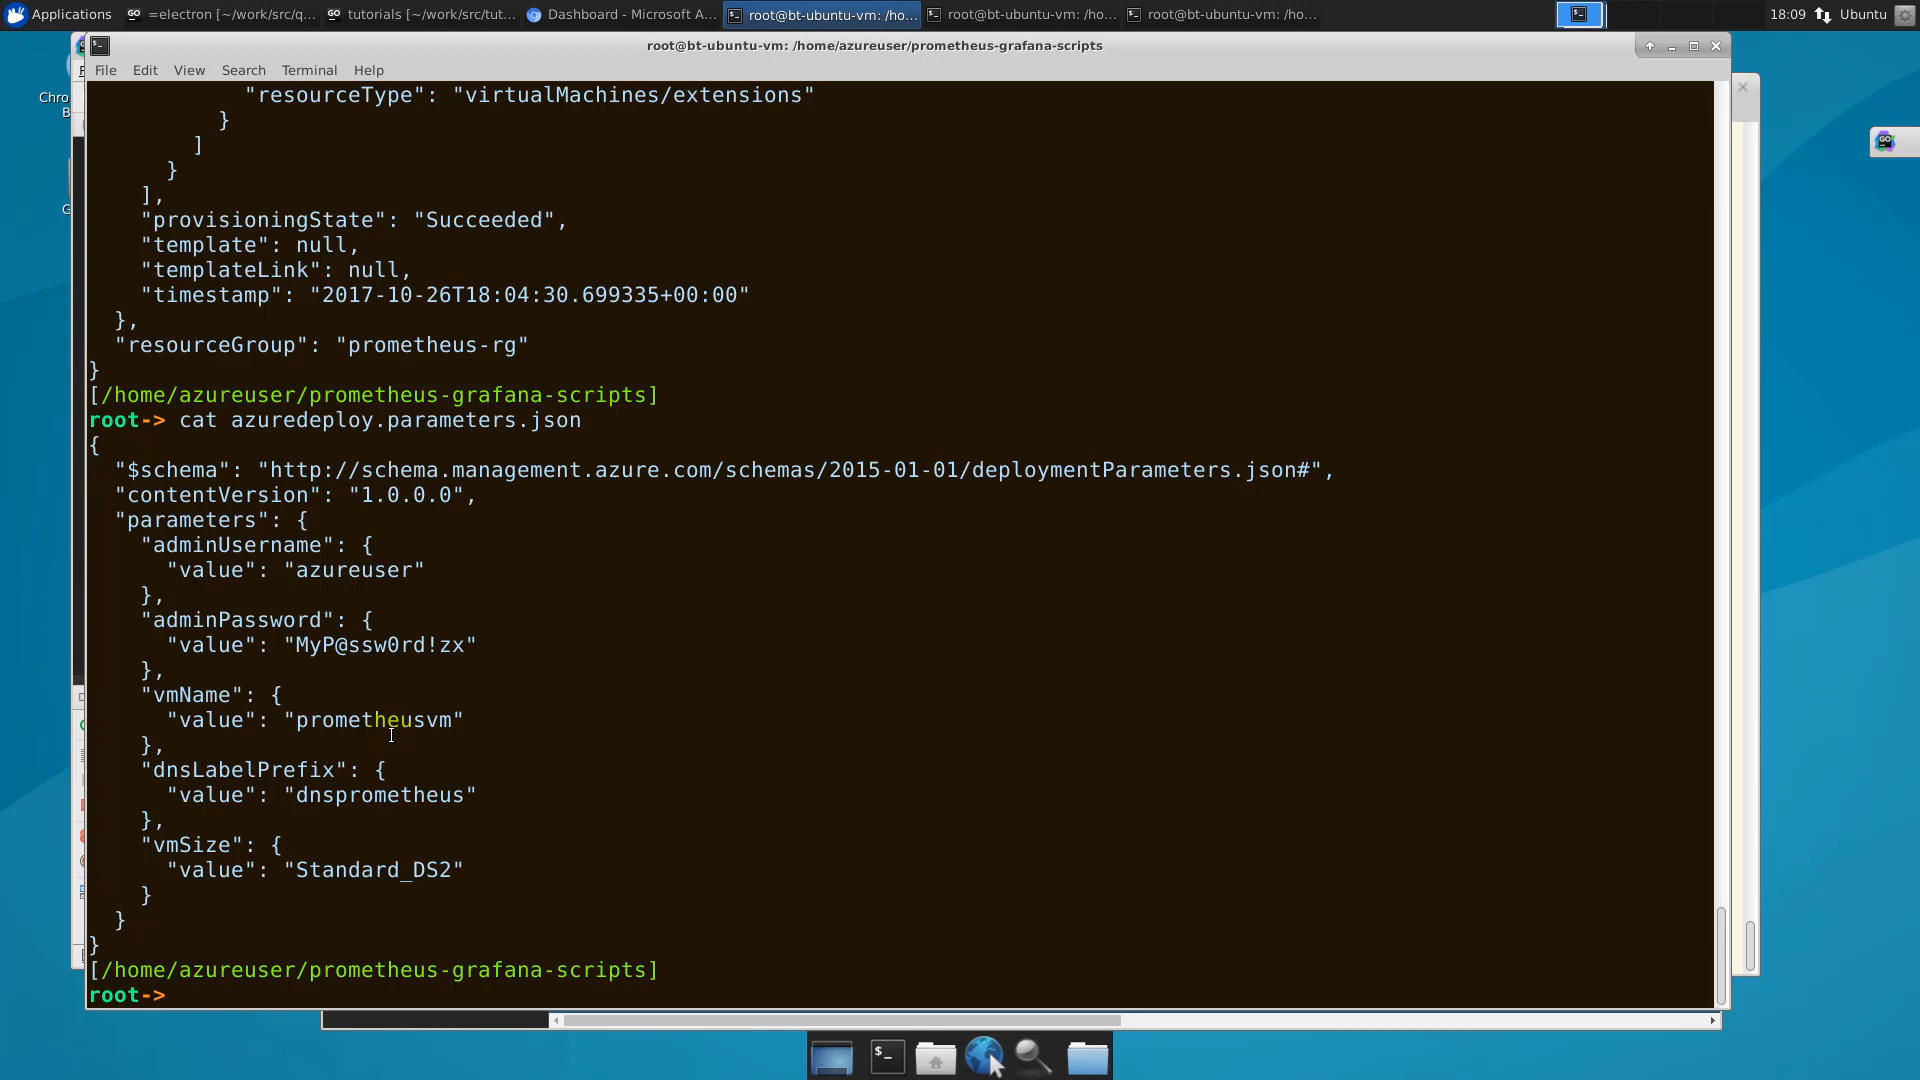 Applications
=electron [~/work/src/q...
tutorials [~/work/src/tut...
Dashboard - Microsoft A...
root@bt-ubuntu-vm: /ho...
root@bt-ubuntu-vm: /ho...
root@bt-ubuntu-vm: /ho...
18:09
Ubuntu
root@bt-ubuntu-vm: /home/azureuser/prometheus-grafana-scripts
File Edit View Search Terminal Help
Chro
B
G
            "resourceType": "virtualMachines/extensions"
          }
        ]
      }
    ],
    "provisioningState": "Succeeded",
    "template": null,
    "templateLink": null,
    "timestamp": "2017-10-26T18:04:30.699335+00:00"
  },
  "resourceGroup": "prometheus-rg"
}
[/home/azureuser/prometheus-grafana-scripts]
root-> cat azuredeploy.parameters.json
{
  "$schema": "http://schema.management.azure.com/schemas/2015-01-01/deploymentParameters.json#",
  "contentVersion": "1.0.0.0",
  "parameters": {
    "adminUsername": {
      "value": "azureuser"
    },
    "adminPassword": {
      "value": "MyP@ssw0rd!zx"
    },
    "vmName": {
      "value": "prometheusvm"
    },
    "dnsLabelPrefix": {
      "value": "dnsprometheus"
    },
    "vmSize": {
      "value": "Standard_DS2"
    }
  }
}
[/home/azureuser/prometheus-grafana-scripts]
root->